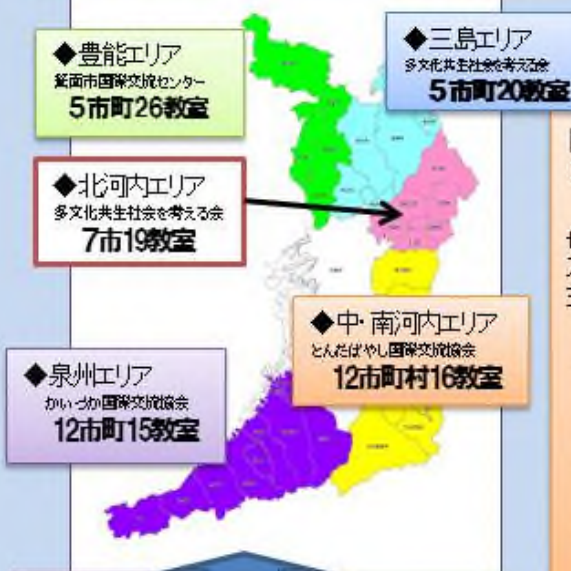 ◆豊能エリア
箕面市国際交流センター
5市町26教室
◆三島エリア
多文化共生社会を考える会
5市町20教室
◆北河内エリア
多文化共生社会を考える会
7市19教室
◆中・南河内エリア
とんだばやし国際交流協会
12市町村16教室
◆泉州エリア
かいづか国際交流協会
12市町15教室